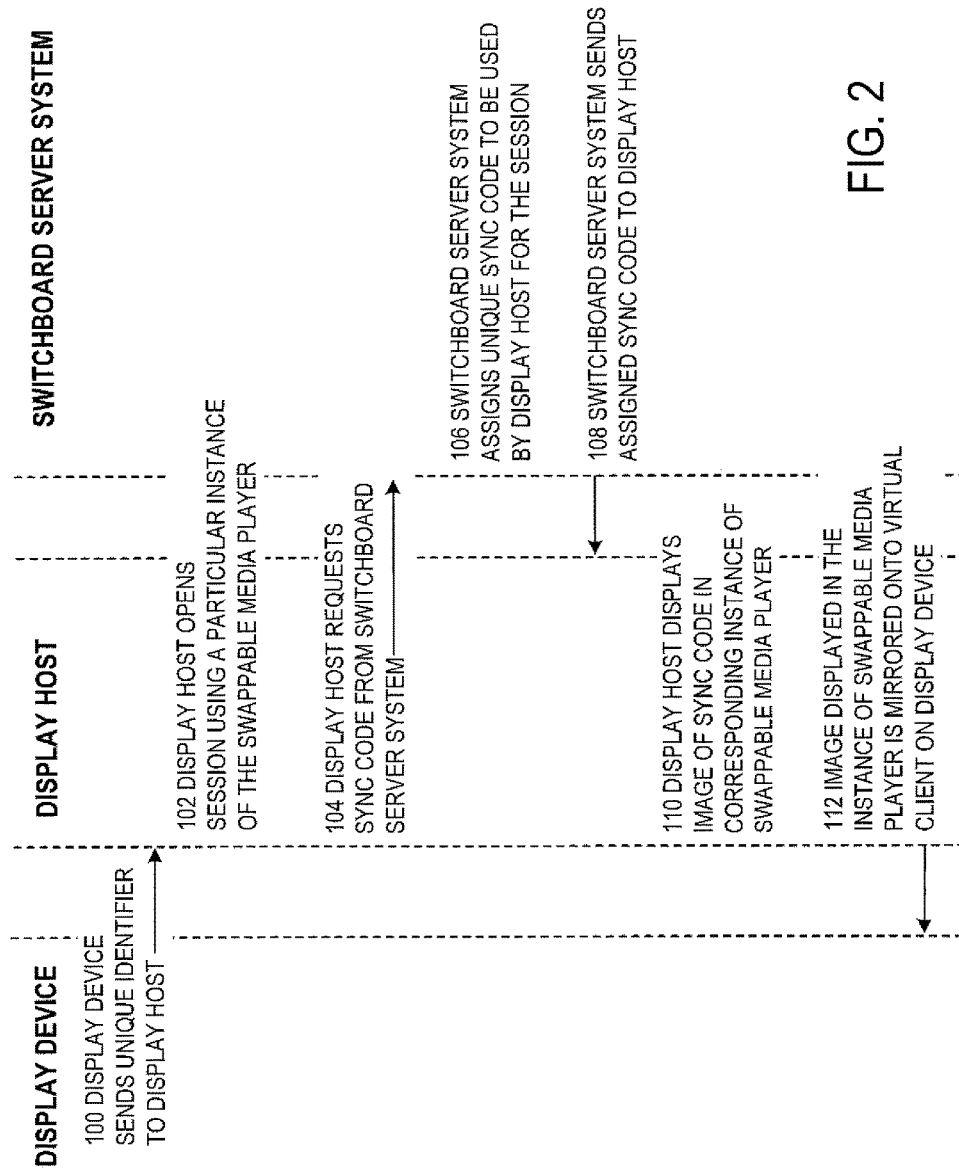 DISPLAY DEVICE
DISPLAY HOST
SWITCHBOARD SERVER SYSTEM
100 DISPLAY DEVICE
SENDS UNIQUE IDENTIFIER
TO DISPLAY HOST
102 DISPLAY HOST OPENS
SESSION USING A PARTICULAR INSTANCE
OF THE SWAPPABLE MEDIA PLAYER
104 DISPLAY HOST REQUESTS
SYNC CODE FROM SWITCHBOARD
SERVER SYSTEM
106 SWITCHBOARD SERVER SYSTEM
ASSIGNS UNIQUE SYNC CODE TO BE USED
BY DISPLAY HOST FOR THE SESSION
108 SWITCHBOARD SERVER SYSTEM SENDS
ASSIGNED SYNC CODE TO DISPLAY HOST
110 DISPLAY HOST DISPLAYS
IMAGE OF SYNC CODE IN
CORRESPONDING INSTANCE OF
SWAPPABLE MEDIA PLAYER
112 IMAGE DISPLAYED IN THE
INSTANCE OF SWAPPABLE MEDIA
PLAYER IS MIRRORED ONTO VIRTUAL
CLIENT ON DISPLAY DEVICE
FIG. 2